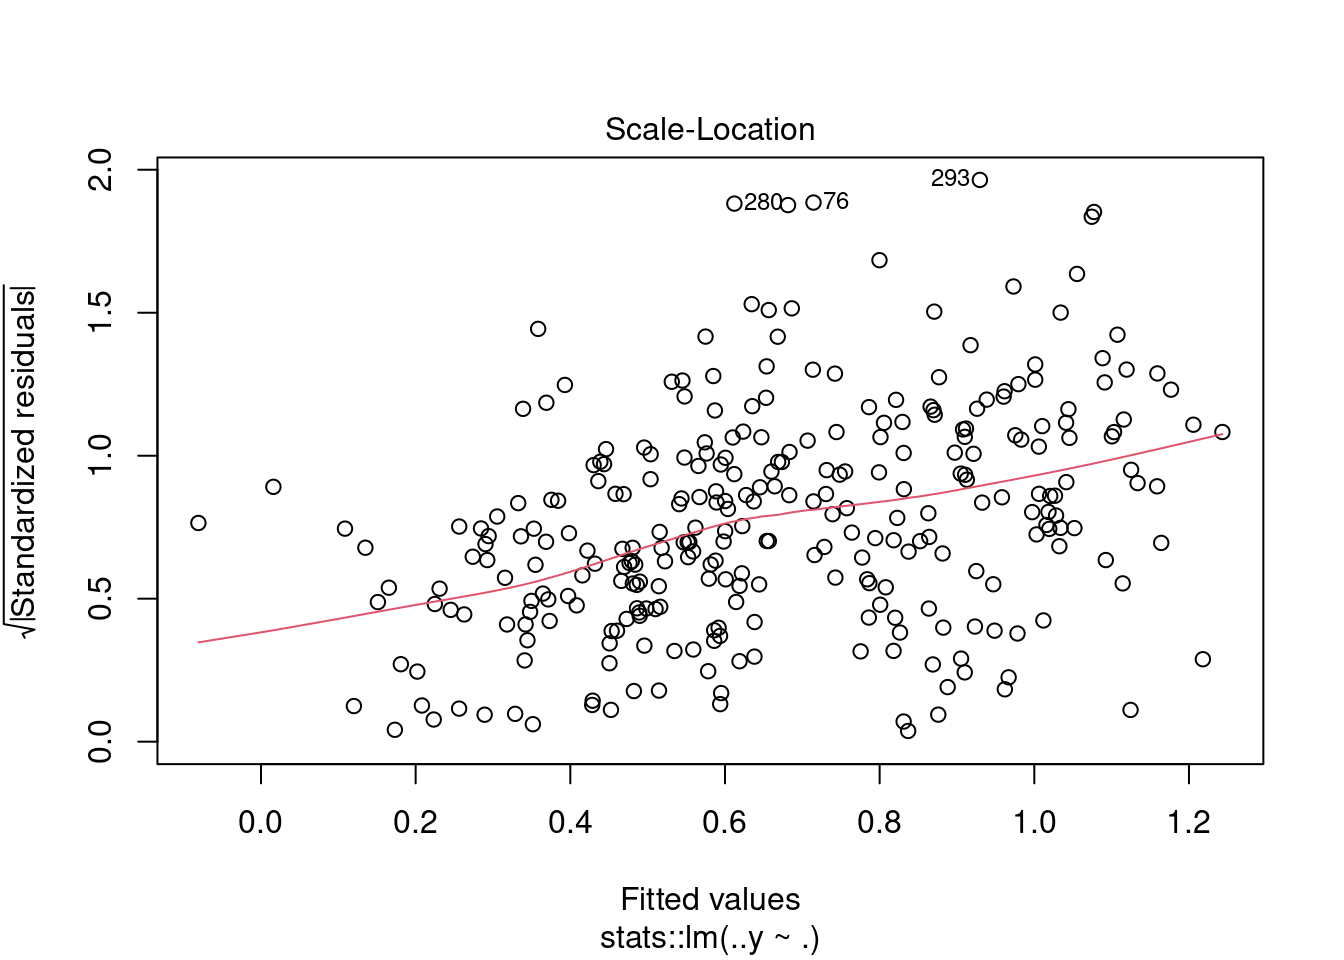 Scale-Location
√|Standardized residuals|
2.0
1.5
1.0
0.5
0.0
293
280
76
0.0 0.2 0.4 0.6 0.8 1.0 1.2
Fitted values
stats::lm(..y ~ .)